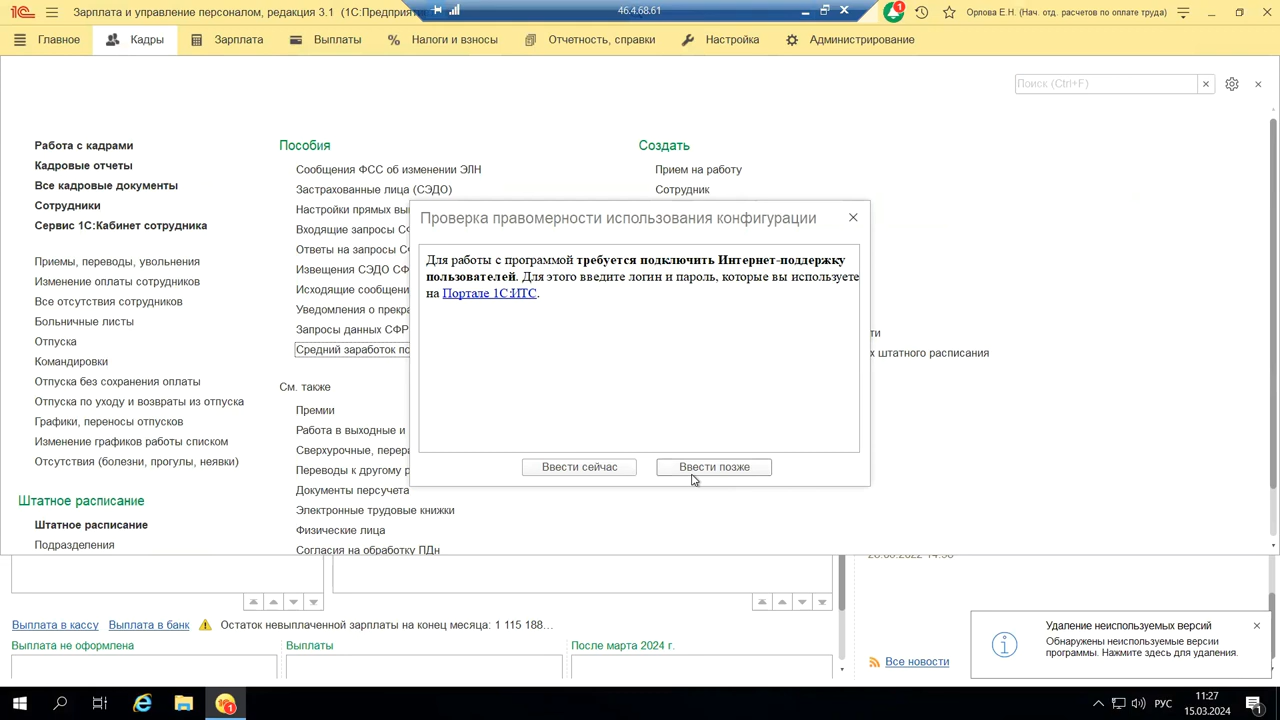 Зарплата и управление персоналом, редакция 3.1 (1С:Предприятие
46.4.68.61
1
Орлова Е.Н. (Нач. отд. расчетов по оплате труда)
Главное
Кадры
Зарплата
Выплаты
Налоги и взносы
Отчетность, справки
Настройка
Администрирование
Поиск (Ctrl+F)
Работа с кадрами
Кадровые отчеты
Все кадровые документы
Сотрудники
Сервис 1С:Кабинет сотрудника
Приемы, переводы, увольнения
Изменение оплаты сотрудников
Все отсутствия сотрудников
Больничные листы
Отпуска
Командировки
Отпуска без сохранения оплаты
Отпуска по уходу и возвраты из отпуска
Графики, переносы отпусков
Изменение графиков работы списком
Отсутствия (болезни, прогулы, неявки)
Штатное расписание
Штатное расписание
Подразделения
Пособия
Сообщения ФСС об изменении ЭЛН
Застрахованные лица (СЭДО)
Настройки прямых вы
Входящие запросы С
Ответы на запросы С
Извещения СЭДО СФ
Исходящие сообщени
Уведомления о прекра
Запросы данных СФР
Средний заработок по
См. также
Премии
Работа в выходные и
Сверхурочные, перера
Переводы к другому р
Документы персучета
Электронные трудовые книжки
Физические лица
Согласия на обработку ПДн
Создать
Прием на работу
Сотрудник
ти
х штатного расписания
Проверка правомерности использования конфигурации
Для работы с программой требуется подключить Интернет-поддержку
пользователей. Для этого введите логин и пароль, которые вы используете
на Портале 1С:ИТС.
Ввести сейчас
Ввести позже
Выплата в кассу
Выплата в банк
Остаток невыплаченной зарплаты на конец месяца: 1 115 188...
Выплата не оформлена
Выплаты
После марта 2024 г.
Все новости
Удаление неиспользуемых версий
Обнаружены неиспользуемые версии
программы. Нажмите здесь для удаления.
1
РУС
11:27
15.03.2024
1